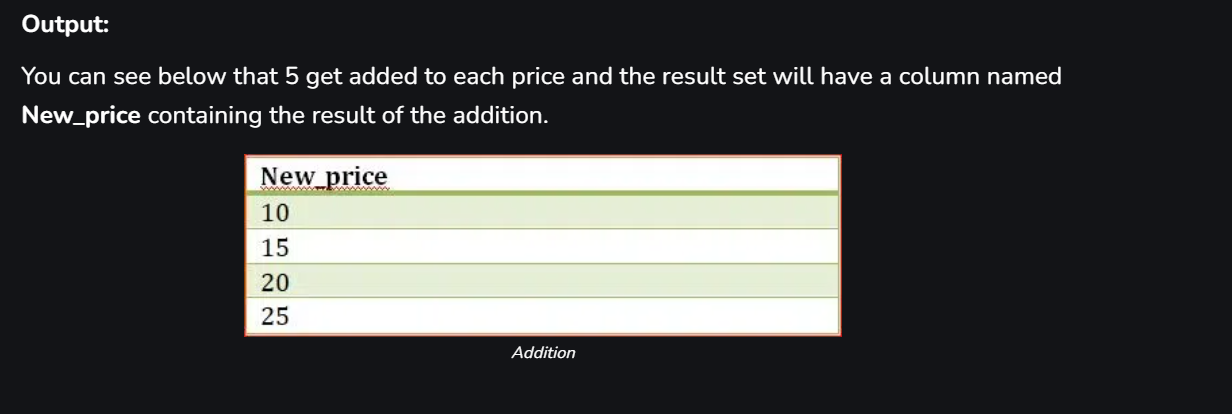 Output:
You can see below that 5 get added to each price and the result set will have a column named
New_price containing the result of the addition.
New_price
10
15
20
25
Addition